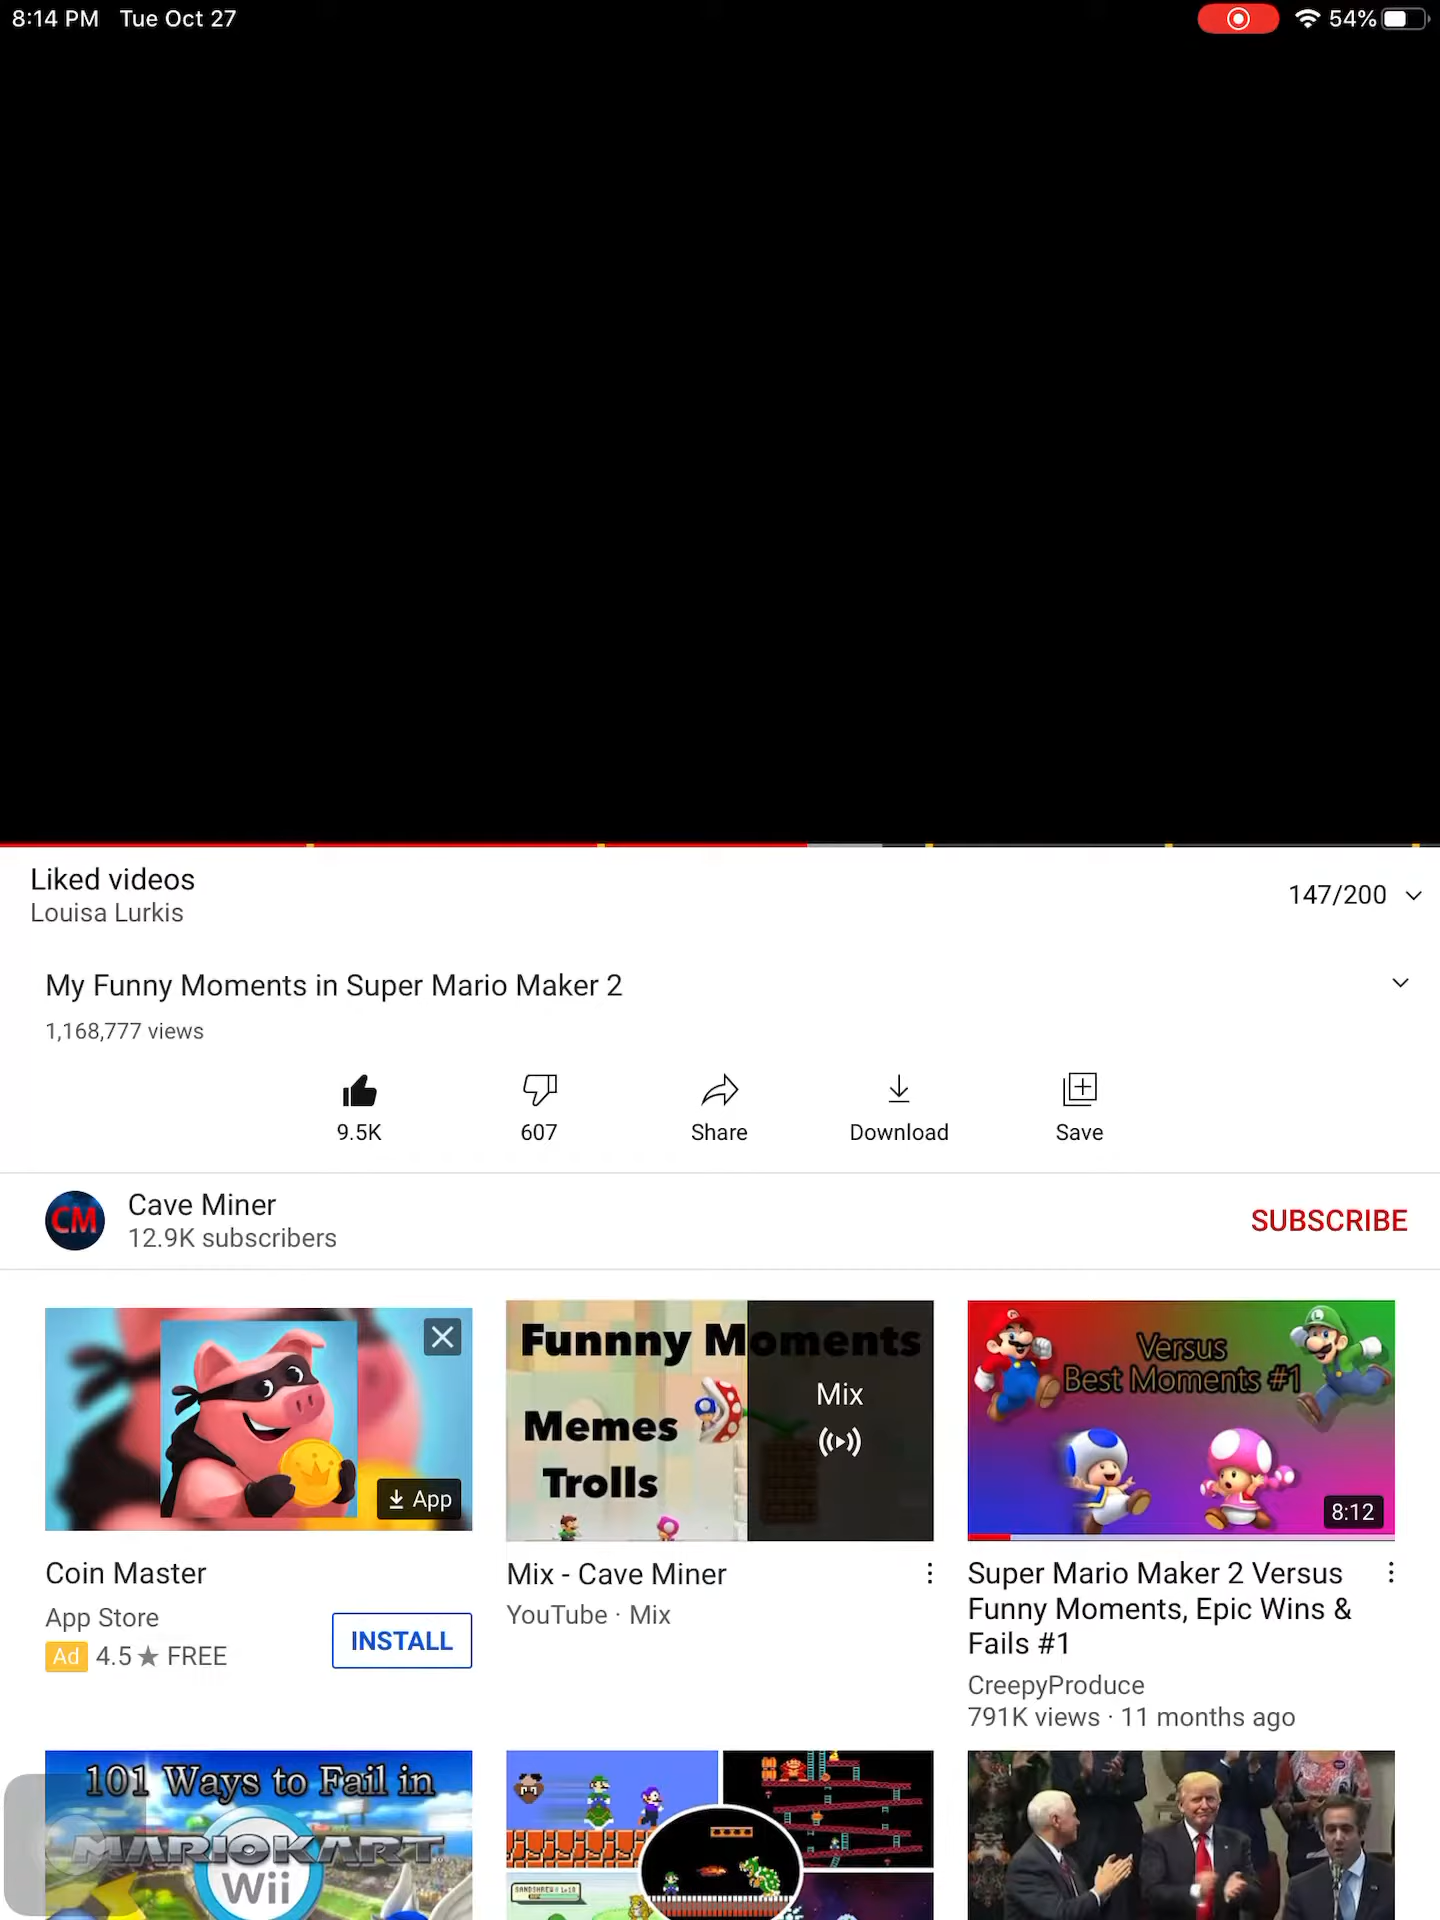 8:14 PM Tue Oct 27
54%
Liked videos
Louisa Lurkis
147/200
My Funny Moments in Super Mario Maker 2
1,168,777 views
9.5K
607
Share
Download
Save
CM
Cave Miner
12.9K subscribers
SUBSCRIBE
App
Funnny Moments
Memes
Trolls
Mix
Versus
Best Moments #1
8:12
Coin Master
App Store
Ad 4.5 ★ FREE
INSTALL
Mix - Cave Miner
YouTube · Mix
Super Mario Maker 2 Versus
Funny Moments, Epic Wins &
Fails #1
CreepyProduce
791K views · 11 months ago
101 Ways to Fail in
MARIOKART
Wii